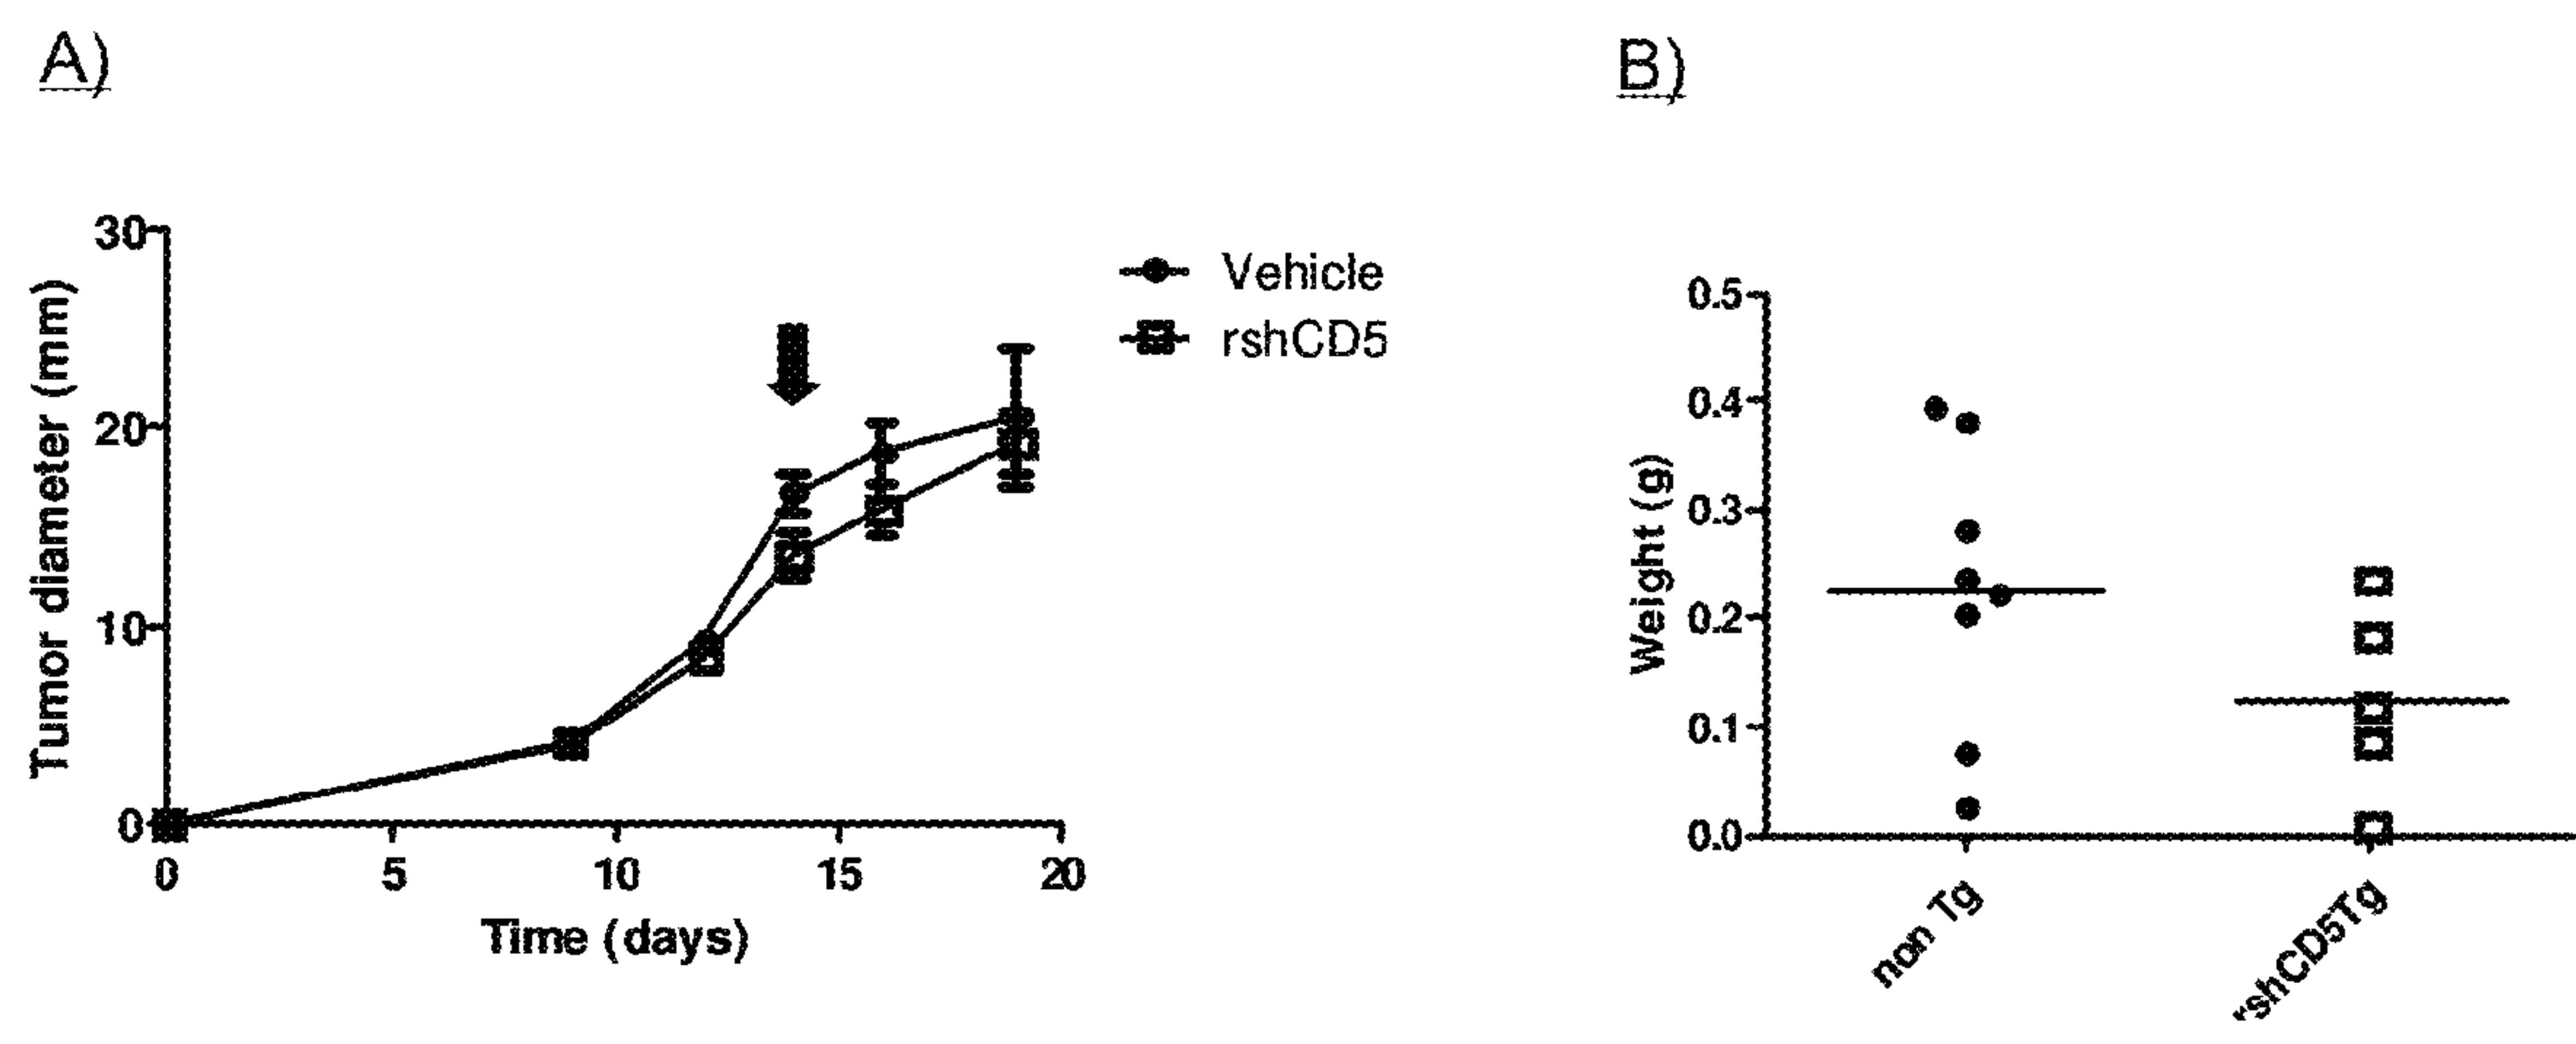 A)
B)
30
20
10
0
0 5 10 15 20
Tumor diameter (mm)
Time (days)
Vehicle
rshCD5
0.5
0.4
0.3
0.2
0.1
0.0
Weight (g)
non Tg
rshCD5Tg